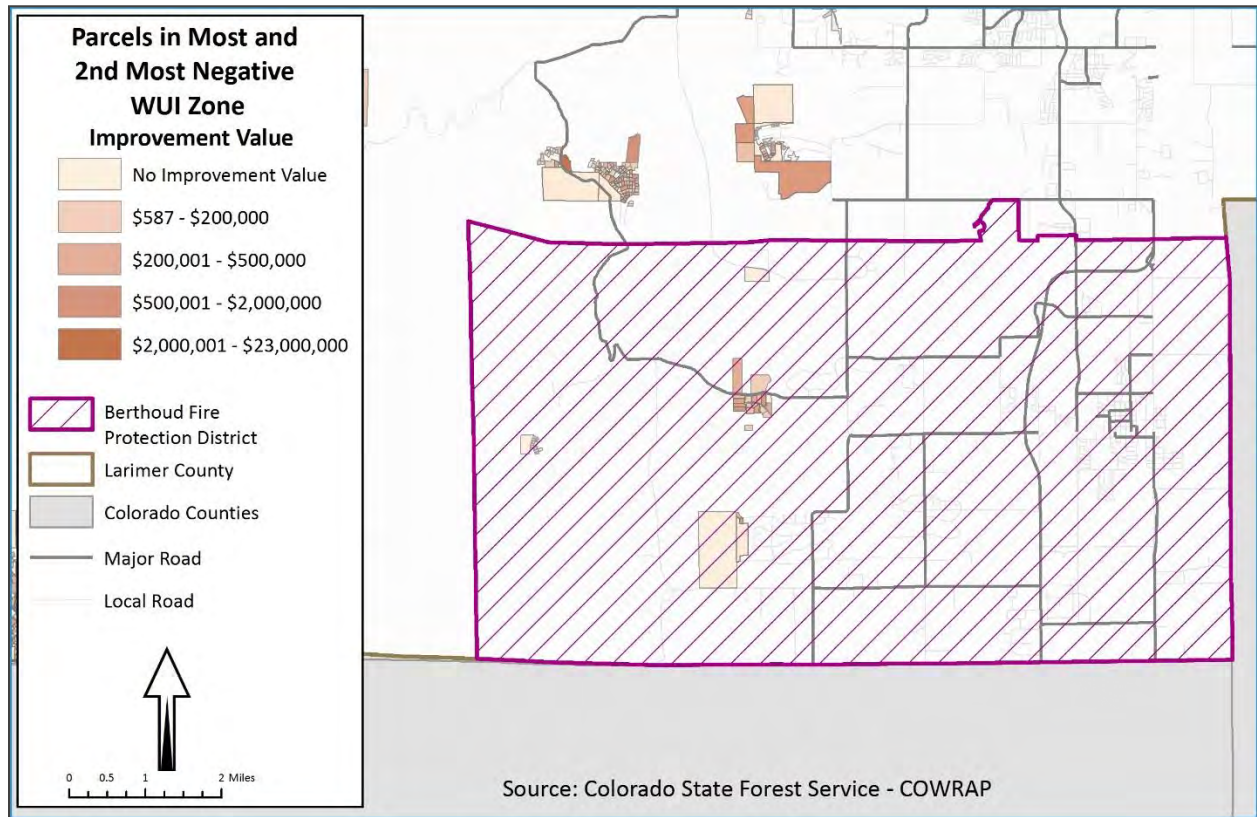 Parcels in Most and
2nd Most Negative
WUI Zone
Improvement Value
No Improvement Value
$587 - $200,000
$200,001 - $500,000
$500,001 - $2,000,000
$2,000,001 - $23,000,000
Berthoud Fire
Protection District
Larimer County
Colorado Counties
Major Road
Local Road
0 0.5 1 2 Miles
Source: Colorado State Forest Service - COWRAP